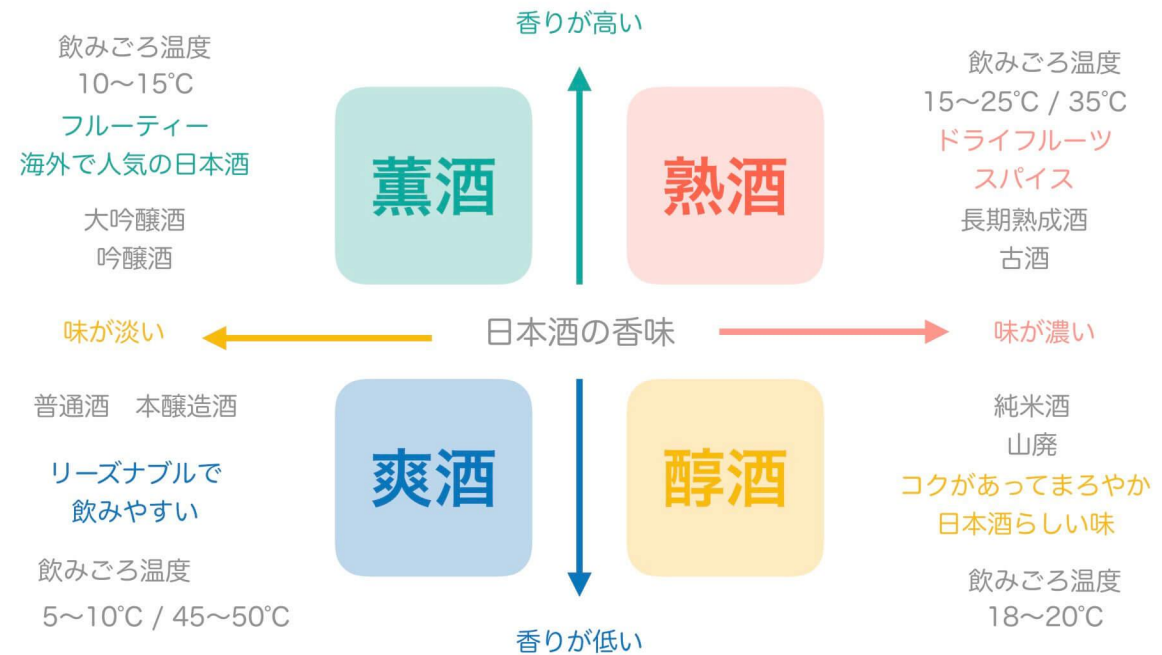 香りが高い
飲みごろ温度
10〜15℃
フルーティー
海外で人気の日本酒
大吟醸酒
吟醸酒
薫酒
熟酒
飲みごろ温度
15〜25℃ / 35℃
ドライフルーツ
スパイス
長期熟成酒
古酒
味が淡い
日本酒の香味
味が濃い
普通酒　本醸造酒
リーズナブルで
飲みやすい
飲みごろ温度
5〜10℃ / 45〜50℃
爽酒
醇酒
純米酒
山廃
コクがあってまろやか
日本酒らしい味
飲みごろ温度
18〜20℃
香りが低い